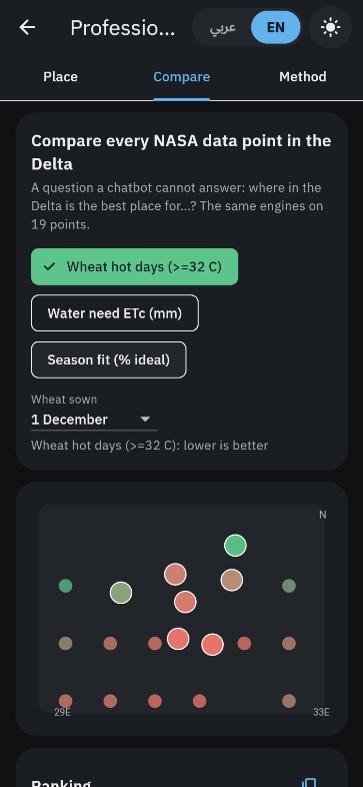 Professio...
عربي
EN
Place
Compare
Method
Compare every NASA data point in the
Delta
A question a chatbot cannot answer: where in the
Delta is the best place for...? The same engines on
19 points.
Wheat hot days (>=32 C)
Water need ETc (mm)
Season fit (% ideal)
Wheat sown
1 December
Wheat hot days (>=32 C): lower is better
N
29E
33E
Ranking